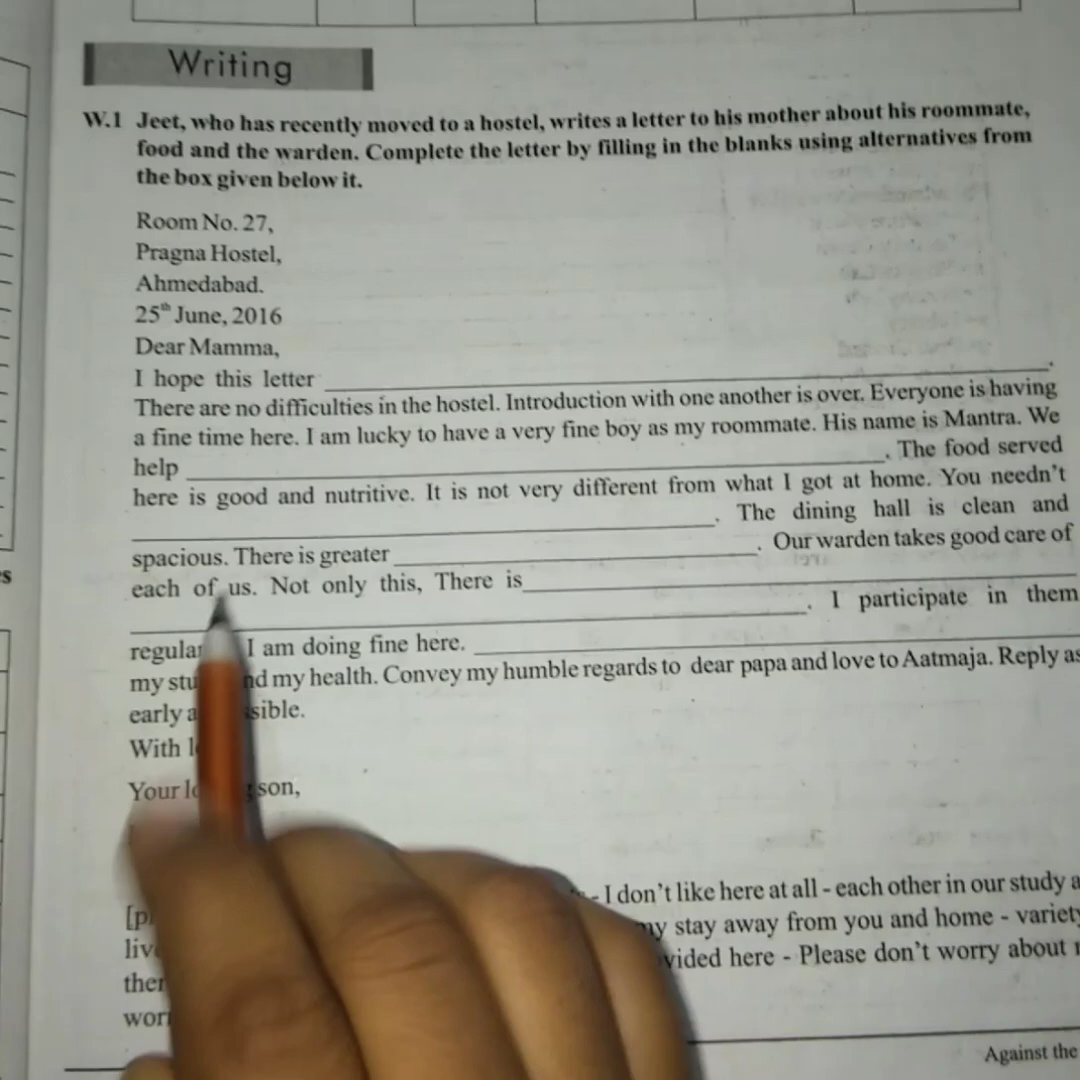 Writing
W.1 Jeet, who has recently moved to a hostel, writes a letter to his mother about his roommate,
food and the warden. Complete the letter by filling in the blanks using alternatives from
the box given below it.
Room No. 27,
Pragna Hostel,
Ahmedabad.
25th June, 2016
Dear Mamma,
I hope this letter ______.
There are no difficulties in the hostel. Introduction with one another is over. Everyone is having
a fine time here. I am lucky to have a very fine boy as my roommate. His name is Mantra. We
help ______. The food served
here is good and nutritive. It is not very different from what I got at home. You needn't
______. The dining hall is clean and
spacious. There is greater ______. Our warden takes good care of
each of us. Not only this, There is ______
______. I participate in them
I am doing fine here. ______
my and my health. Convey my humble regards to dear papa and love to Aatmaja. Reply as
early
With
Your son,
- I don't like here at all - each other in our study
stay away from you and home -
here - Please don't worry about
Against the